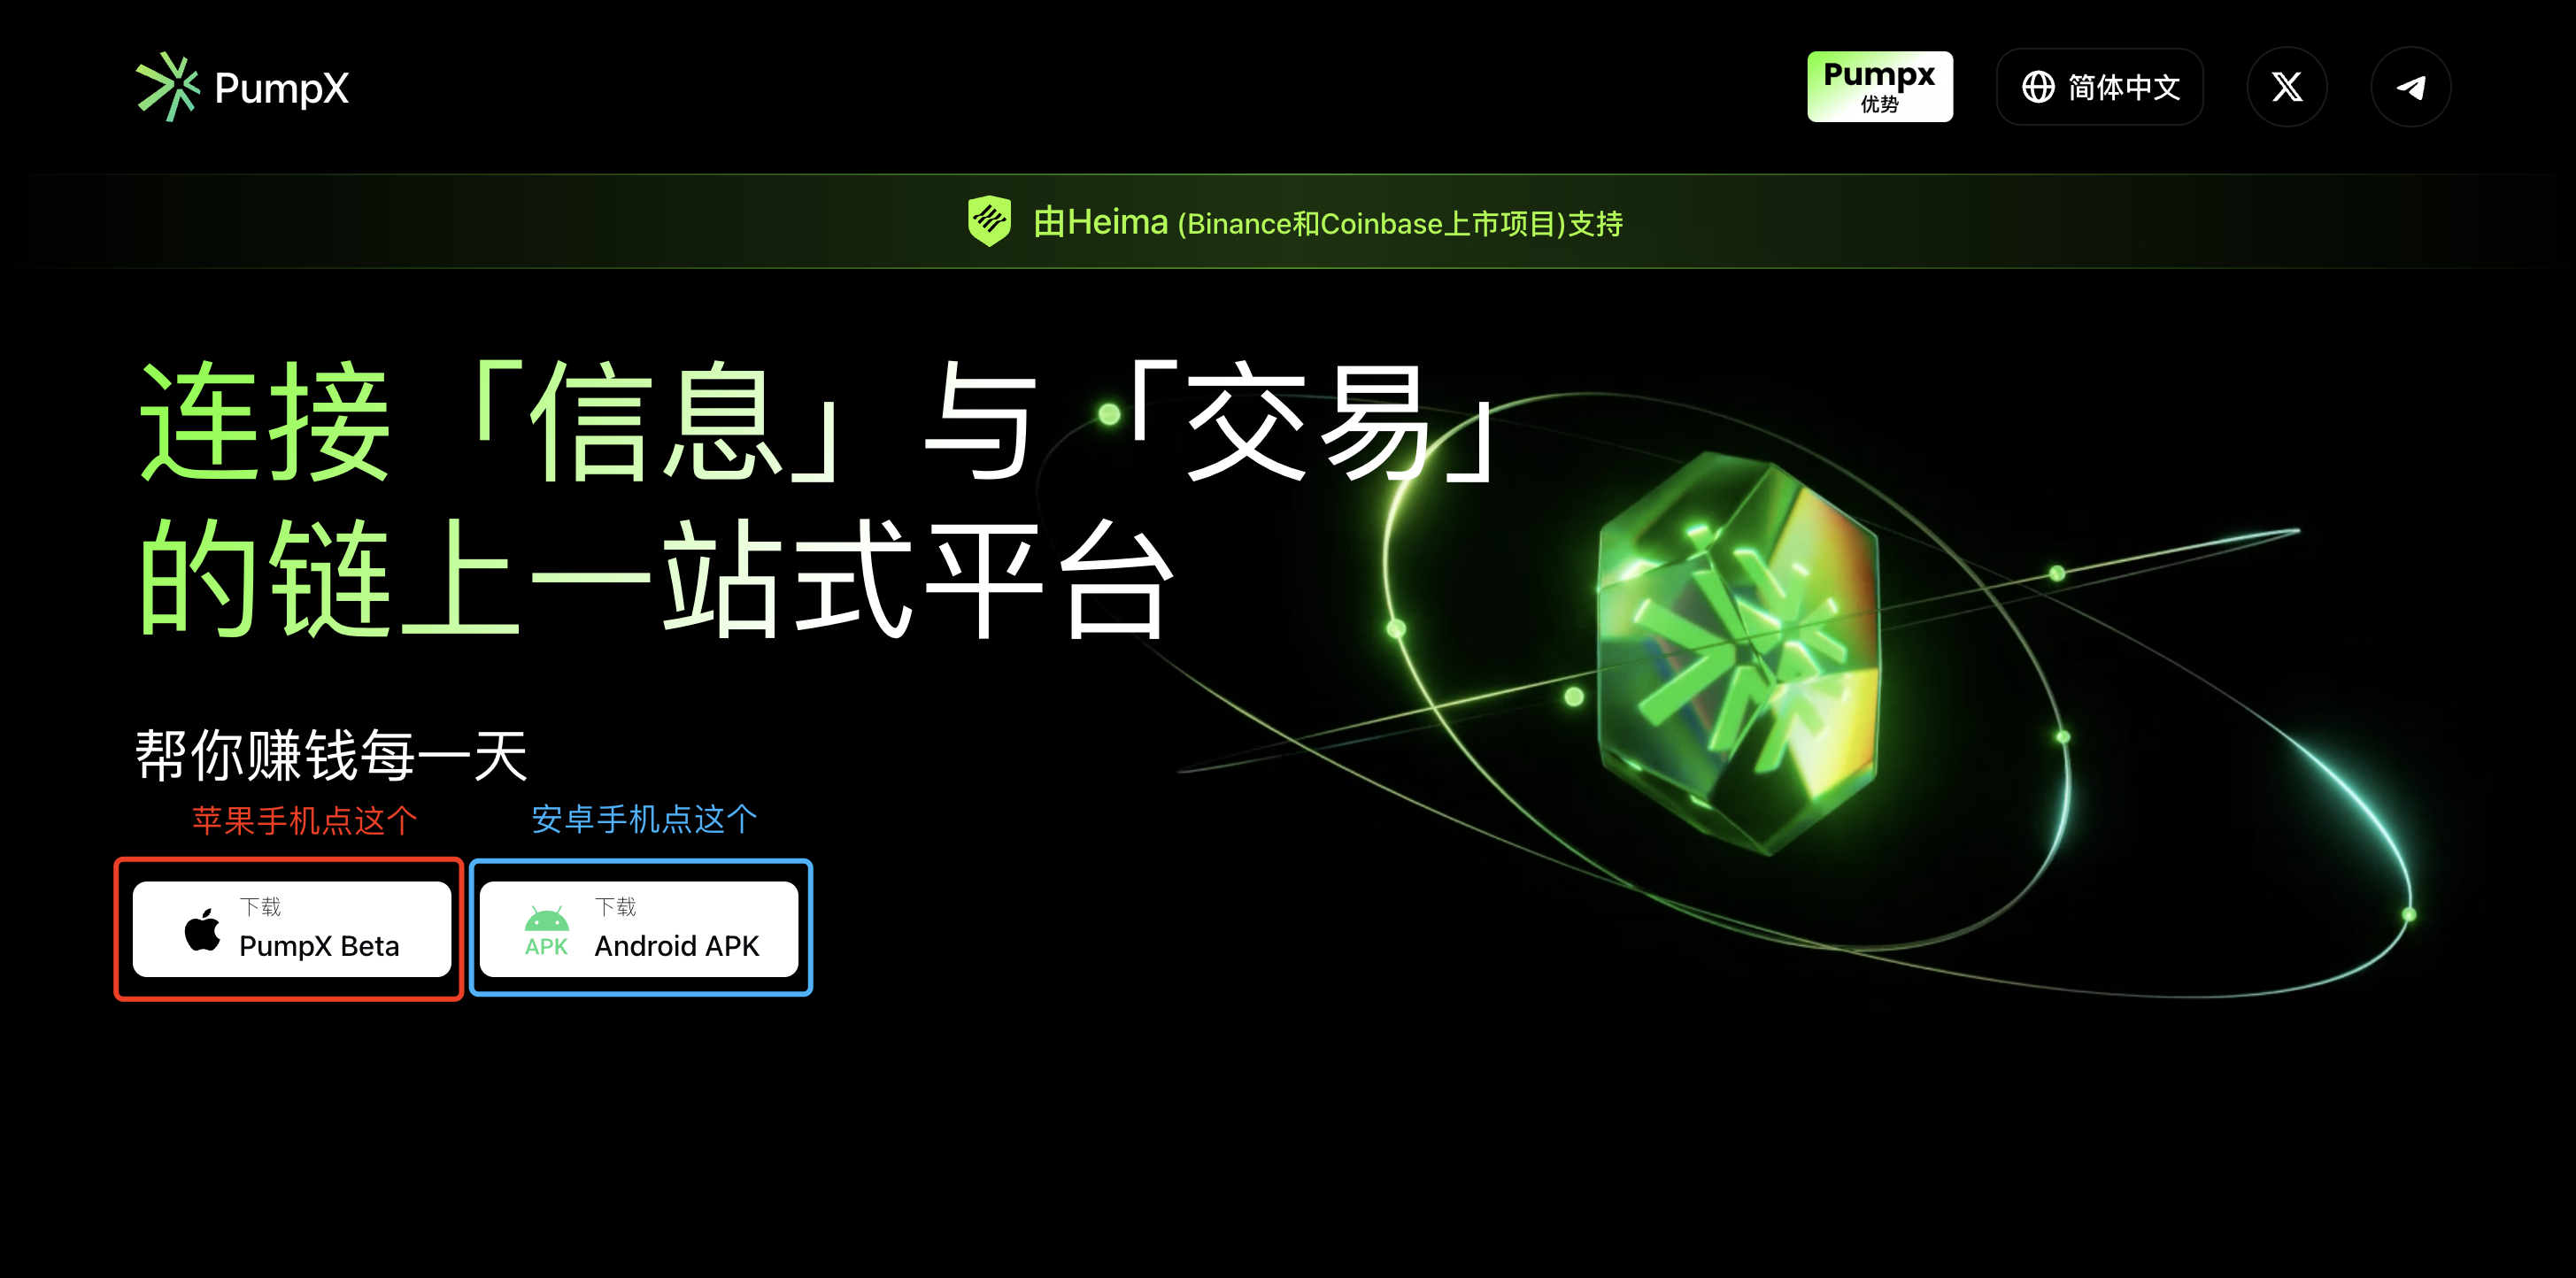 PumpX
Pumpx
优势
简体中文
由Heima (Binance和Coinbase上市项目)支持
连接「信息」与「交易」
的链上一站式平台
帮你赚钱每一天
苹果手机点这个
安卓手机点这个
下载
PumpX Beta
APK
下载
Android APK